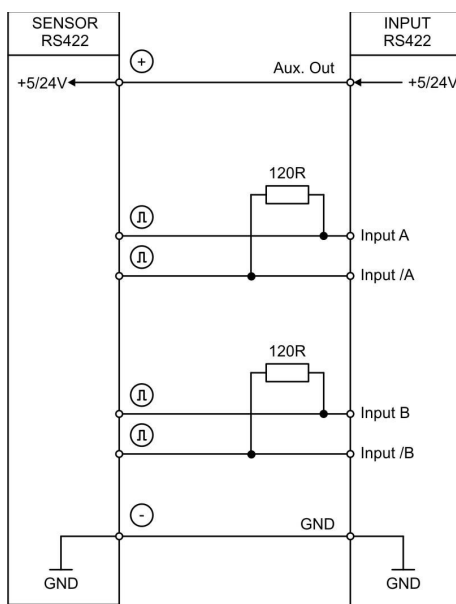 SENSOR
RS422
INPUT
RS422
+
Aux. Out
+5/24V
+5/24V
120R
Input A
Input /A
120R
Input B
Input /B
-
GND
GND
GND